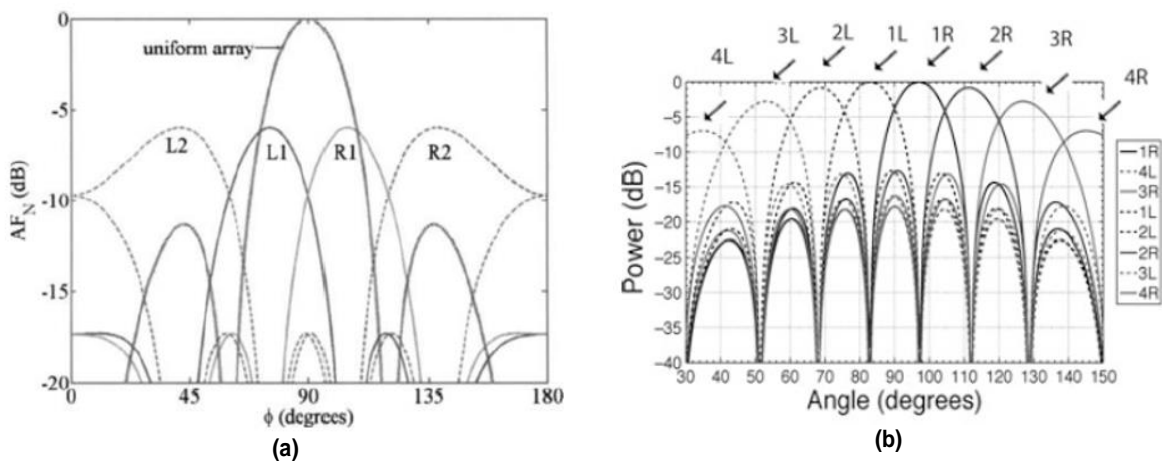 0
-5
-10
-15
-20
AF_N (dB)
uniform array
L2
L1
R1
R2
0
45
90
135
180
ϕ (degrees)
(a)
4L
3L
2L
1L
1R
2R
3R
4R
0
−5
−10
−15
−20
−25
−30
−35
−40
Power (dB)
30
40
50
60
70
80
90
100
110
120
130
140
150
Angle (degrees)
1R
4L
3R
1L
2L
2R
3L
4R
(b)